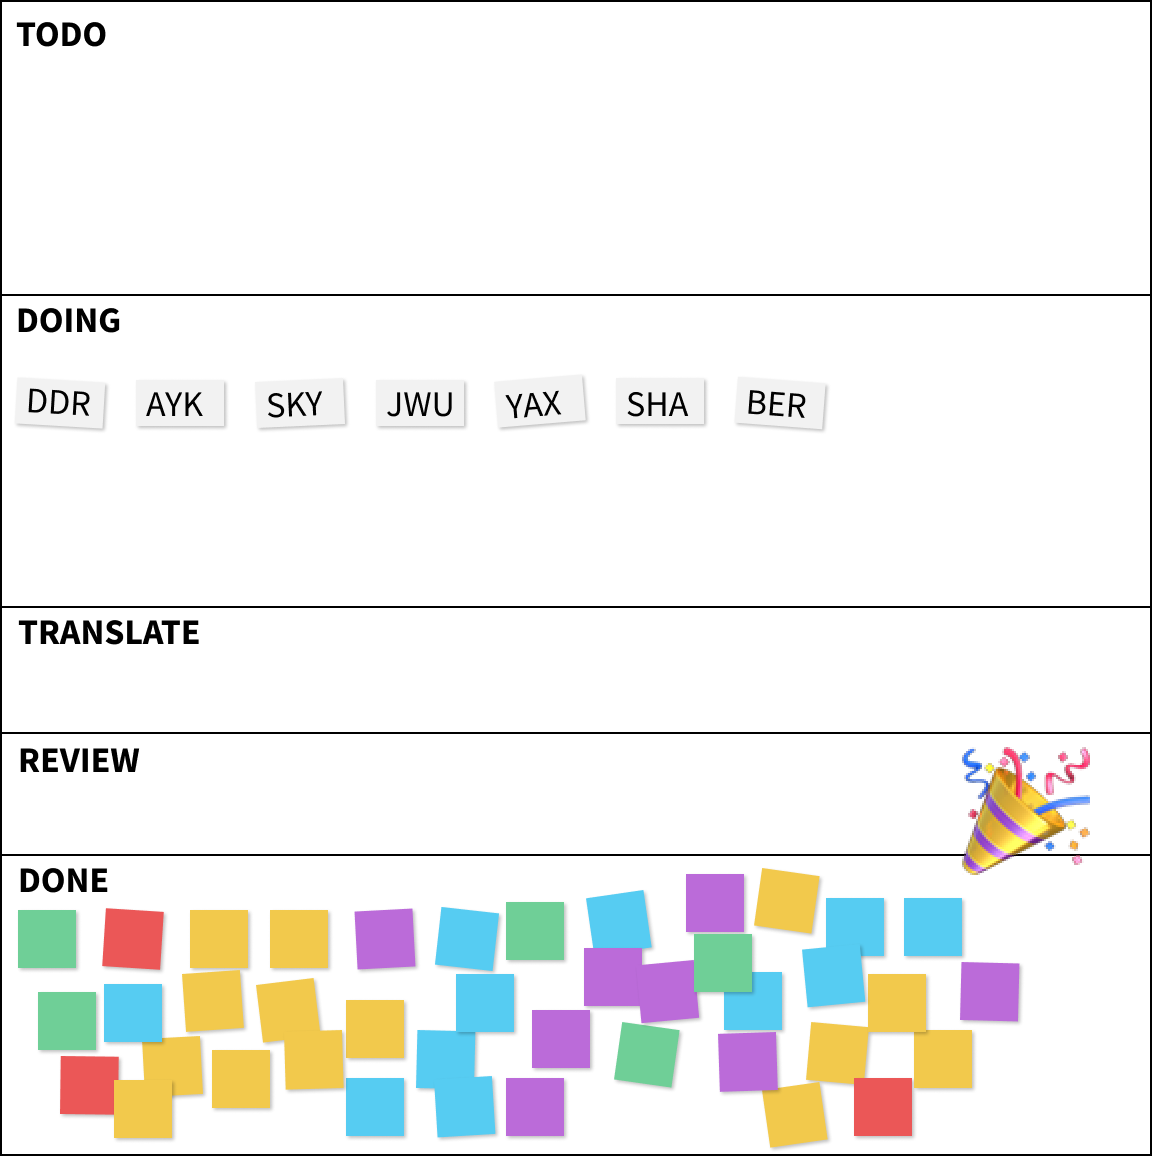 TODO
DOING
DDR AYK SKY JWU YAX SHA BER
TRANSLATE
REVIEW
DONE